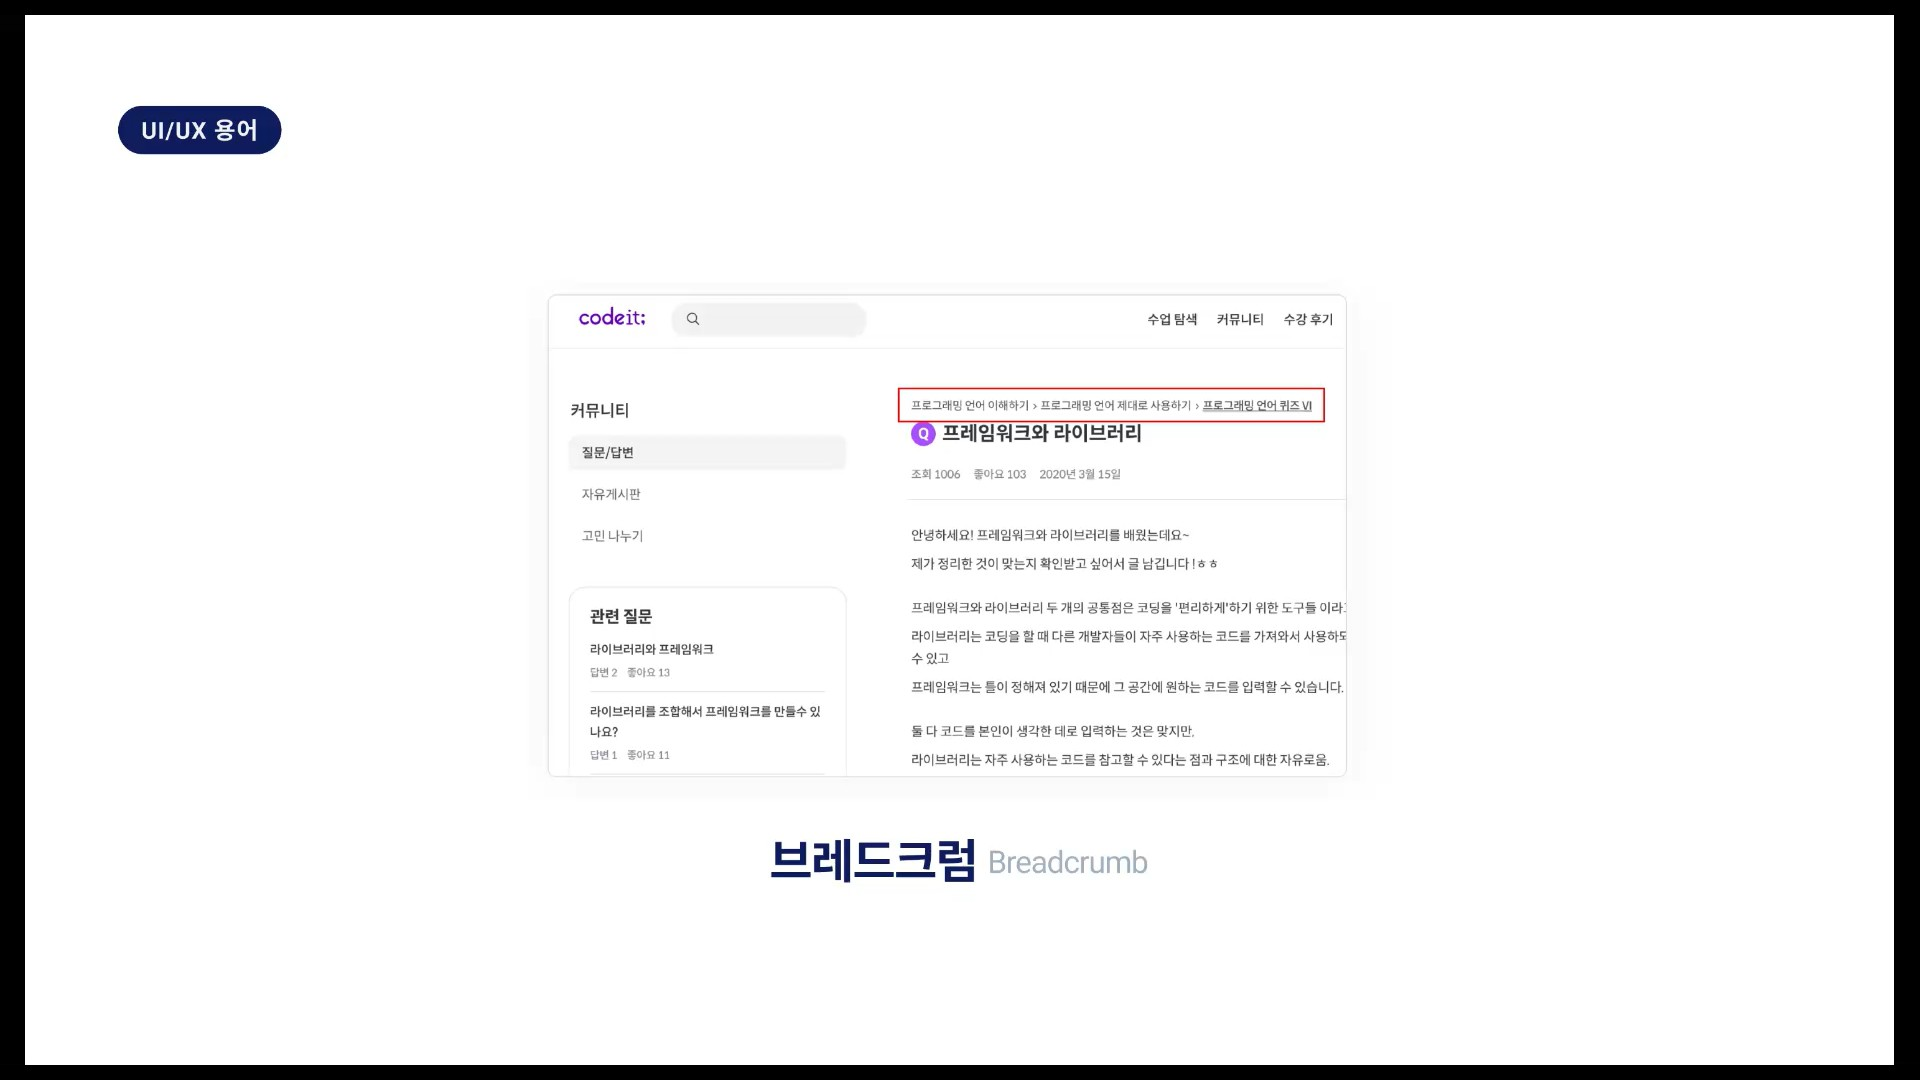 UI/UX 용어
codeit:
수업 탐색 커뮤니티 수강 후기
커뮤니티
질문/답변
자유게시판
고민 나누기
관련 질문
라이브러리와 프레임워크
답변 2 좋아요 13
라이브러리를 조합해서 프레임워크를 만들수 있
나요?
답변 1 좋아요 11
프로그래밍 언어 이해하기 › 프로그래밍 언어 제대로 사용하기 › 프로그래밍 언어 퀴즈 VI
Q 프레임워크와 라이브러리
조회 1006 좋아요 103 2020년 3월 15일
안녕하세요! 프레임워크와 라이브러리를 배웠는데요~
제가 정리한 것이 맞는지 확인받고 싶어서 글 남깁니다 !ㅎㅎ
프레임워크와 라이브러리 두 개의 공통점은 코딩을 '편리하게'하기 위한 도구들 이라
라이브러리는 코딩을 할 때 다른 개발자들이 자주 사용하는 코드를 가져와서
수 있고
프레임워크는 틀이 정해져 있기 때문에 그 공간에 원하는 코드를 입력할 수 있습니다.
둘 다 코드를 본인이 생각한 데로 입력하는 것은 맞지만,
라이브러리는 자주 사용하는 코드를 참고할 수 있다는 점과 구조에 대한 자유로움.
브레드크럼 Breadcrumb